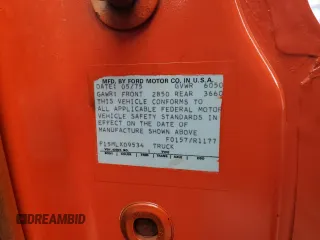 MFD. BY FORD MOTOR CO. IN U.S.A.
DATE: 05/75 GVWR 6050
GAWR: FRONT 2850 REAR 3660
THIS VEHICLE CONFORMS TO
ALL APPLICABLE FEDERAL MOTOR
VEHICLE SAFETY STANDARDS IN
EFFECT ON THE DATE OF
MANUFACTURE SHOWN ABOVE
F0157/R1177
F15MLX09534 TRUCK
DREAMBID